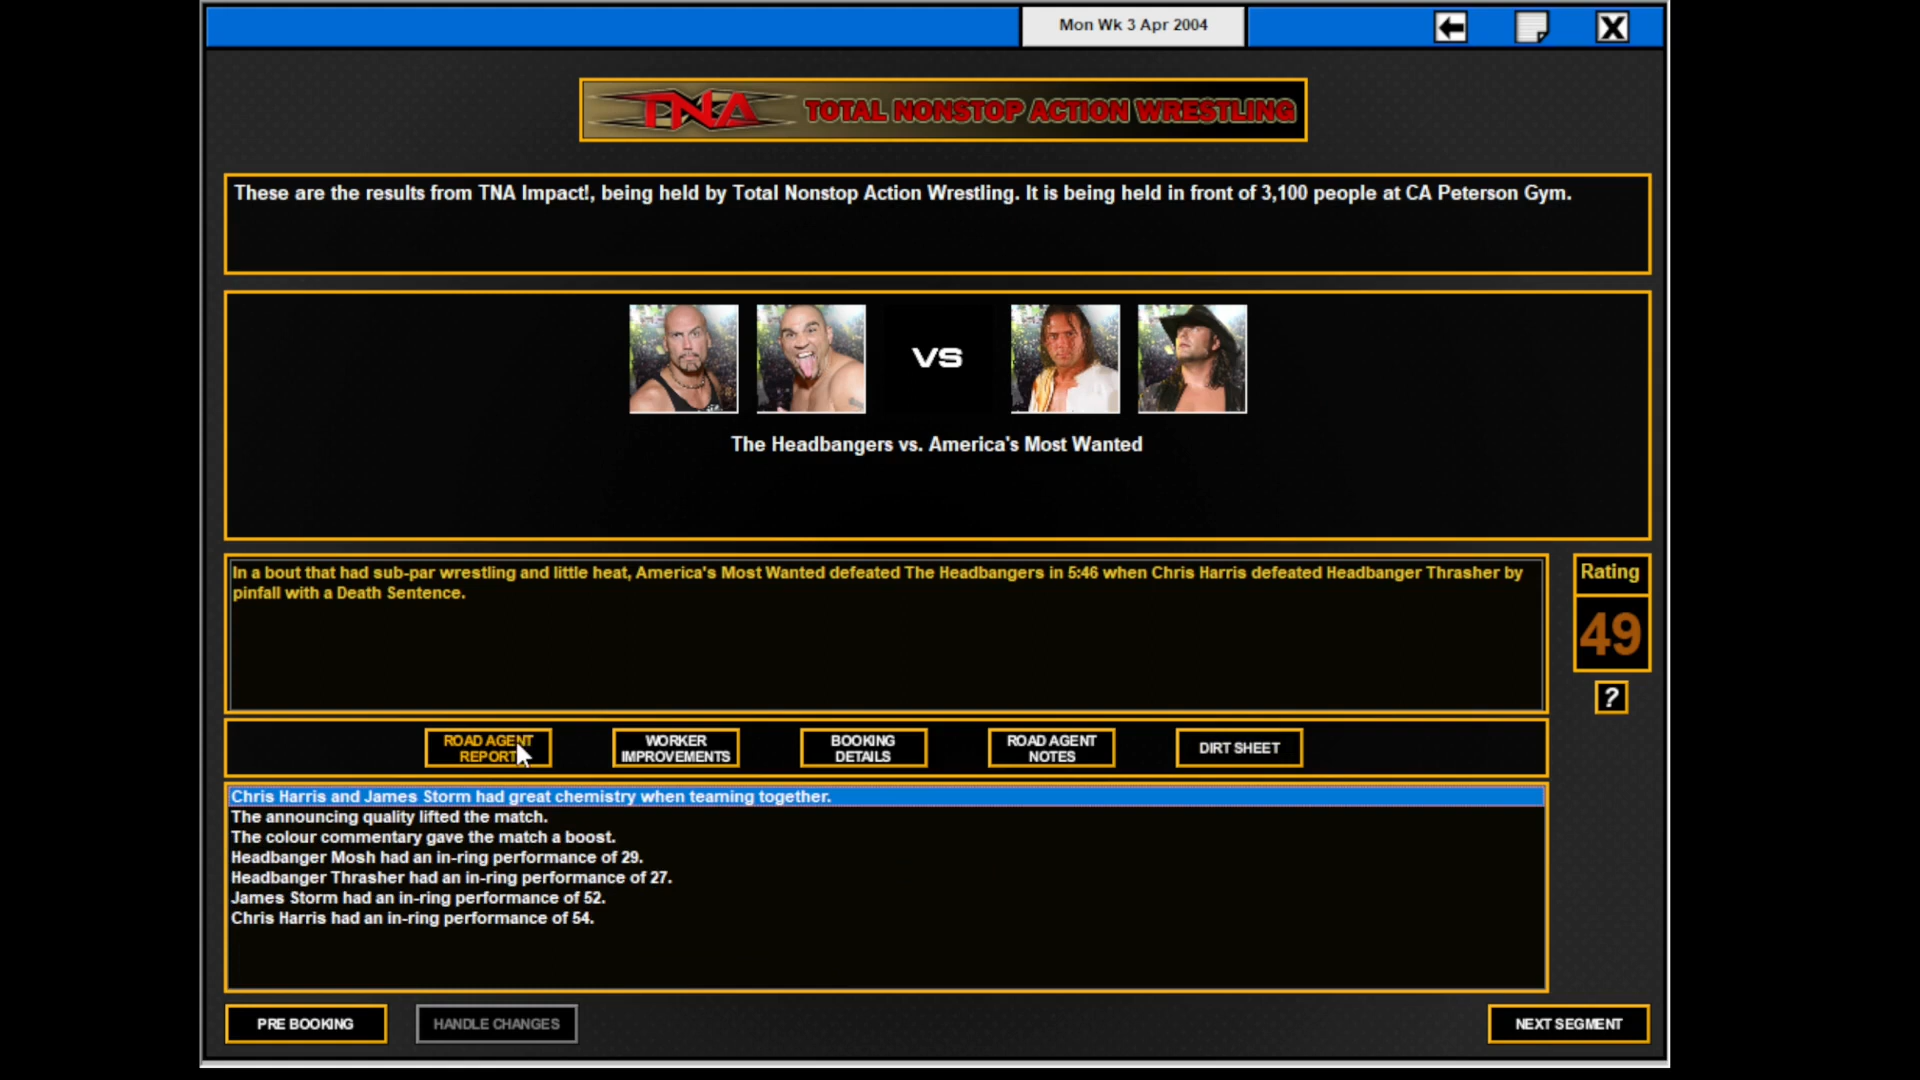 Mon Wk 3 Apr 2004
TNA TOTAL NONSTOP ACTION WRESTLING
These are the results from TNA Impact!, being held by Total Nonstop Action Wrestling. It is being held in front of 3,100 people at CA Peterson Gym.
VS
The Headbangers vs. America's Most Wanted
In a bout that had sub-par wrestling and little heat, America's Most Wanted defeated The Headbangers in 5:46 when Chris Harris defeated Headbanger Thrasher by
pinfall with a Death Sentence.
Rating
49
?
ROAD AGENT
REPORT
WORKER
IMPROVEMENTS
BOOKING
DETAILS
ROAD AGENT
NOTES
DIRT SHEET
Chris Harris and James Storm had great chemistry when teaming together.
The announcing quality lifted the match.
The colour commentary gave the match a boost.
Headbanger Mosh had an in-ring performance of 29.
Headbanger Thrasher had an in-ring performance of 27.
James Storm had an in-ring performance of 52.
Chris Harris had an in-ring performance of 54.
PRE BOOKING
HANDLE CHANGES
NEXT SEGMENT